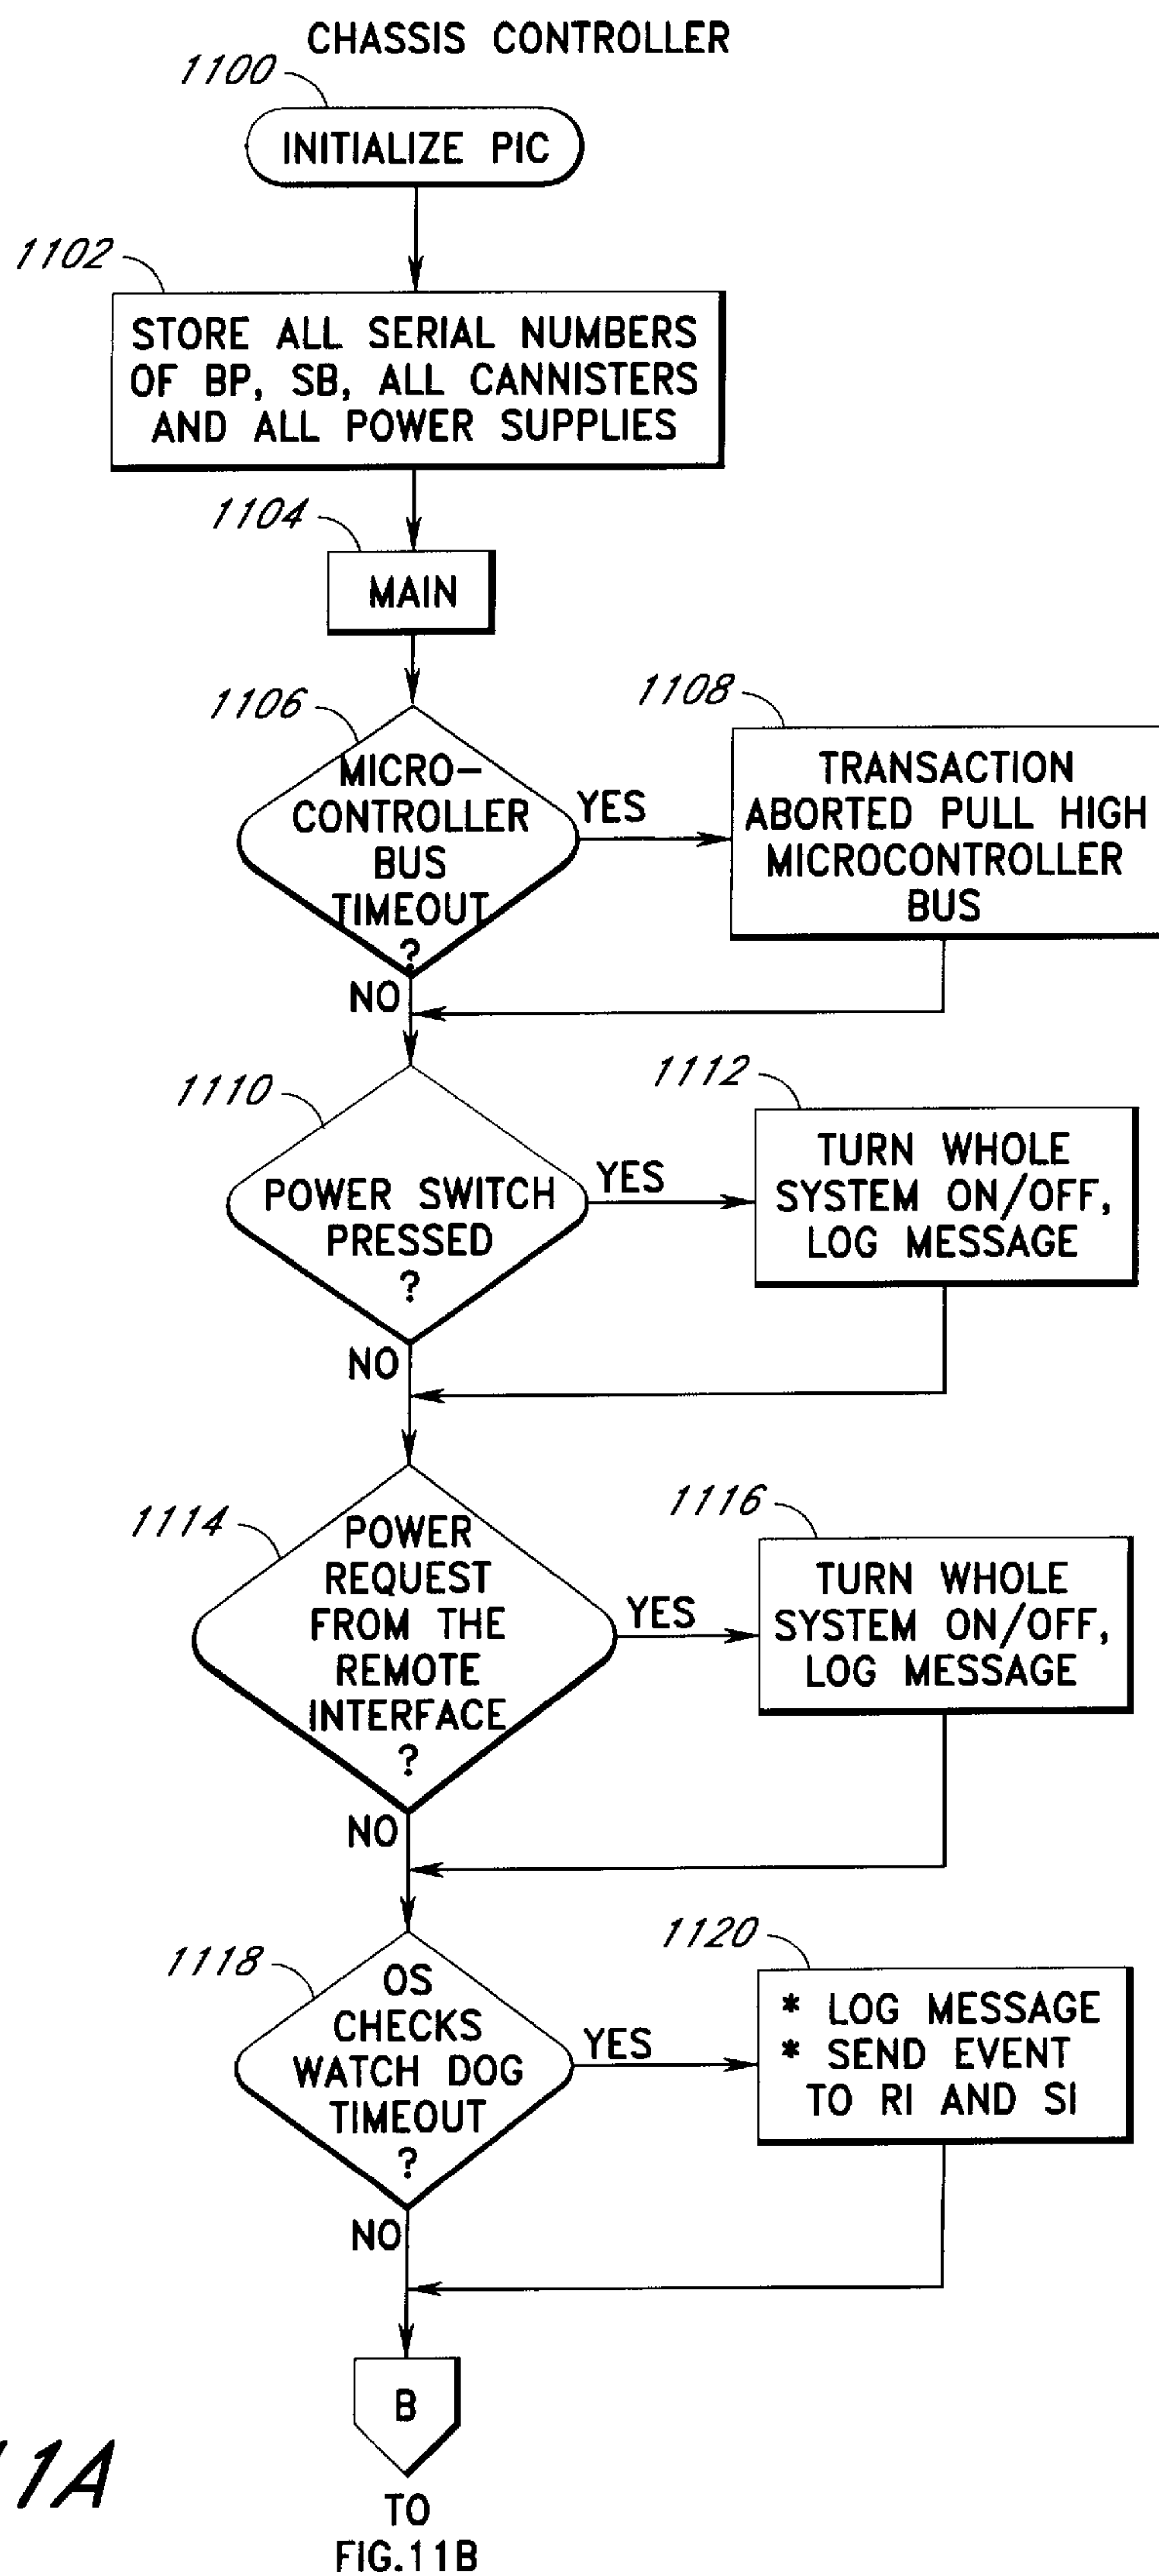 CHASSIS CONTROLLER
1100
INITIALIZE PIC
1102
STORE ALL SERIAL NUMBERS
OF BP, SB, ALL CANNISTERS
AND ALL POWER SUPPLIES
1104
MAIN
1106
MICRO-
CONTROLLER
BUS
TIMEOUT
?
YES
NO
1108
TRANSACTION
ABORTED PULL HIGH
MICROCONTROLLER
BUS
1110
POWER SWITCH
PRESSED
?
YES
NO
1112
TURN WHOLE
SYSTEM ON/OFF,
LOG MESSAGE
1114
POWER
REQUEST
FROM THE
REMOTE
INTERFACE
?
YES
NO
1116
TURN WHOLE
SYSTEM ON/OFF,
LOG MESSAGE
1118
OS
CHECKS
WATCH DOG
TIMEOUT
?
YES
NO
1120
* LOG MESSAGE
* SEND EVENT
TO RI AND SI
B
TO
FIG.11B
11A